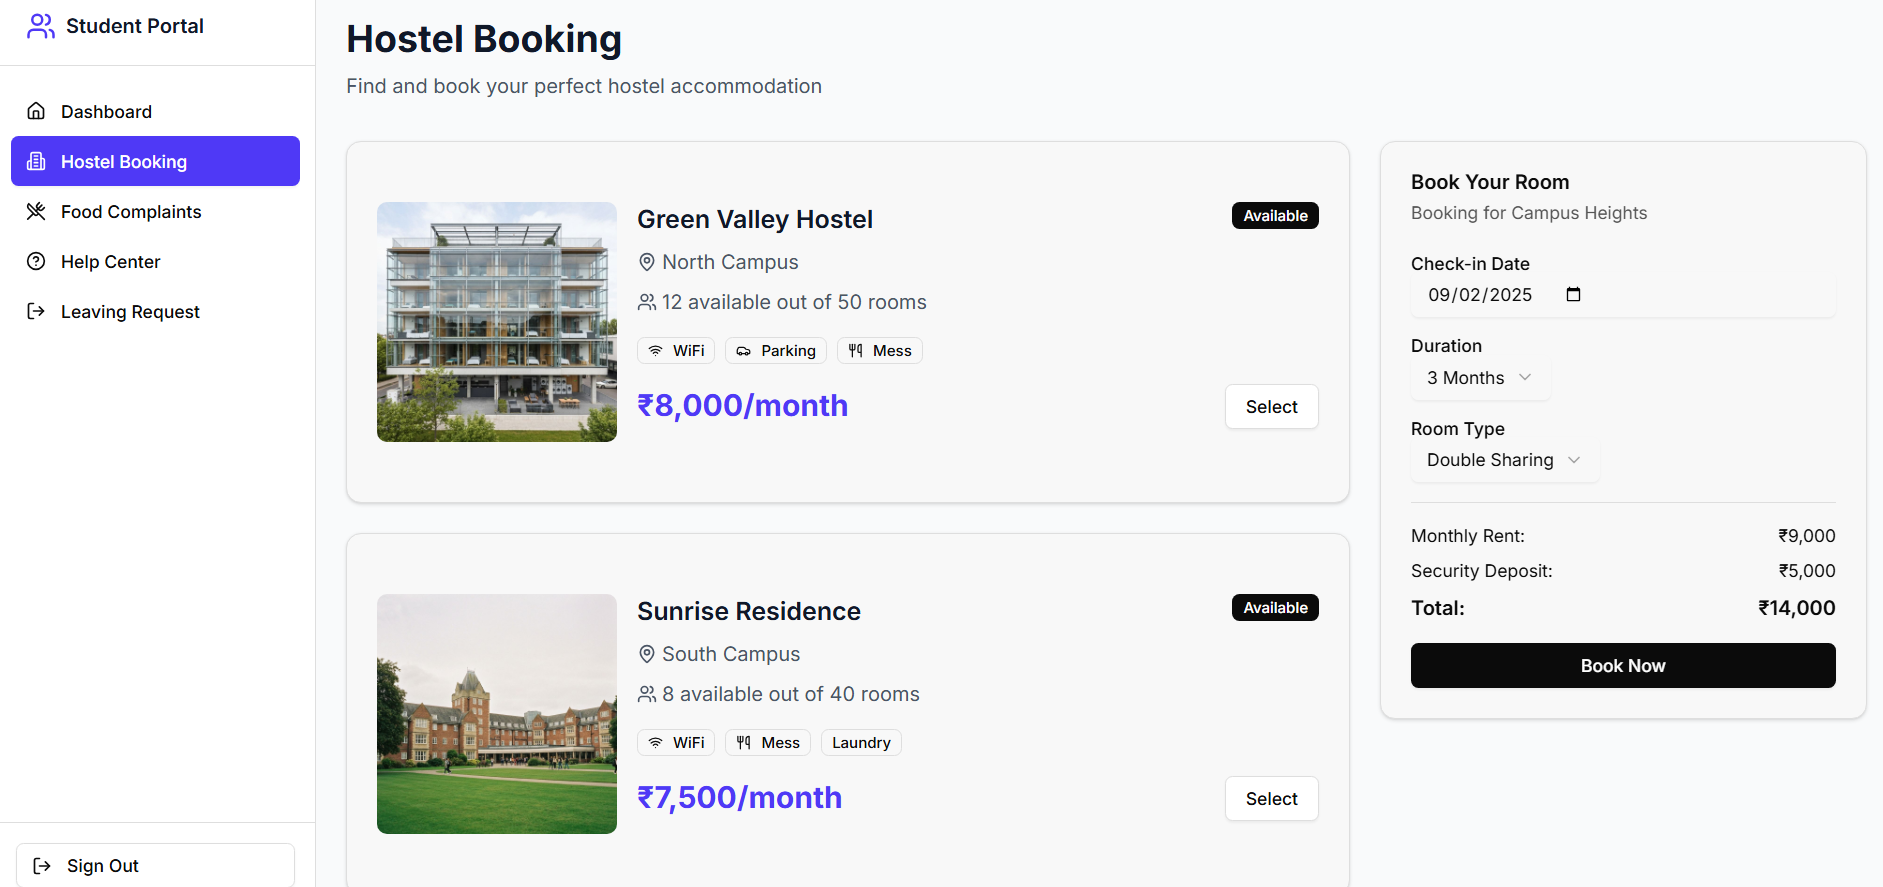 Student Portal
Dashboard
Hostel Booking
Food Complaints
Help Center
Leaving Request
Sign Out
Hostel Booking
Find and book your perfect hostel accommodation
Green Valley Hostel
Available
North Campus
12 available out of 50 rooms
WiFi Parking Mess
₹8,000/month
Select
Sunrise Residence
Available
South Campus
8 available out of 40 rooms
WiFi Mess Laundry
₹7,500/month
Select
Book Your Room
Booking for Campus Heights
Check-in Date
09/02/2025
Duration
3 Months
Room Type
Double Sharing
Monthly Rent: ₹9,000
Security Deposit: ₹5,000
Total: ₹14,000
Book Now